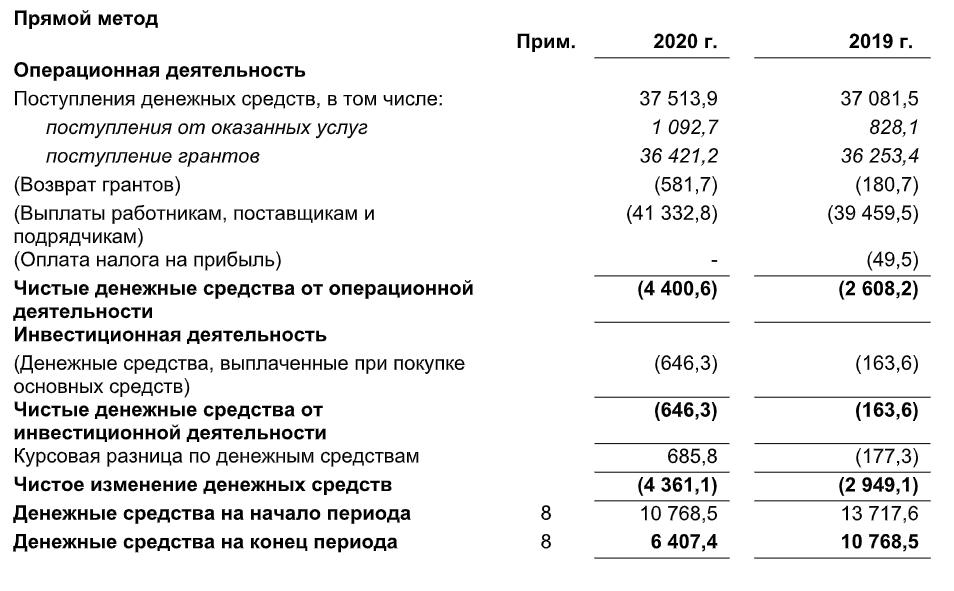 Прямой метод
Прим. 2020 г. 2019 г.
Операционная деятельность
Поступления денежных средств, в том числе: 37 513,9 37 081,5
поступления от оказанных услуг 1 092,7 828,1
поступление грантов 36 421,2 36 253,4
(Возврат грантов) (581,7) (180,7)
(Выплаты работникам, поставщикам и (41 332,8) (39 459,5)
подрядчикам)
(Оплата налога на прибыль) - (49,5)
Чистые денежные средства от операционной (4 400,6) (2 608,2)
деятельности
Инвестиционная деятельность
(Денежные средства, выплаченные при покупке (646,3) (163,6)
основных средств)
Чистые денежные средства от (646,3) (163,6)
инвестиционной деятельности
Курсовая разница по денежным средствам 685,8 (177,3)
Чистое изменение денежных средств (4 361,1) (2 949,1)
Денежные средства на начало периода 8 10 768,5 13 717,6
Денежные средства на конец периода 8 6 407,4 10 768,5